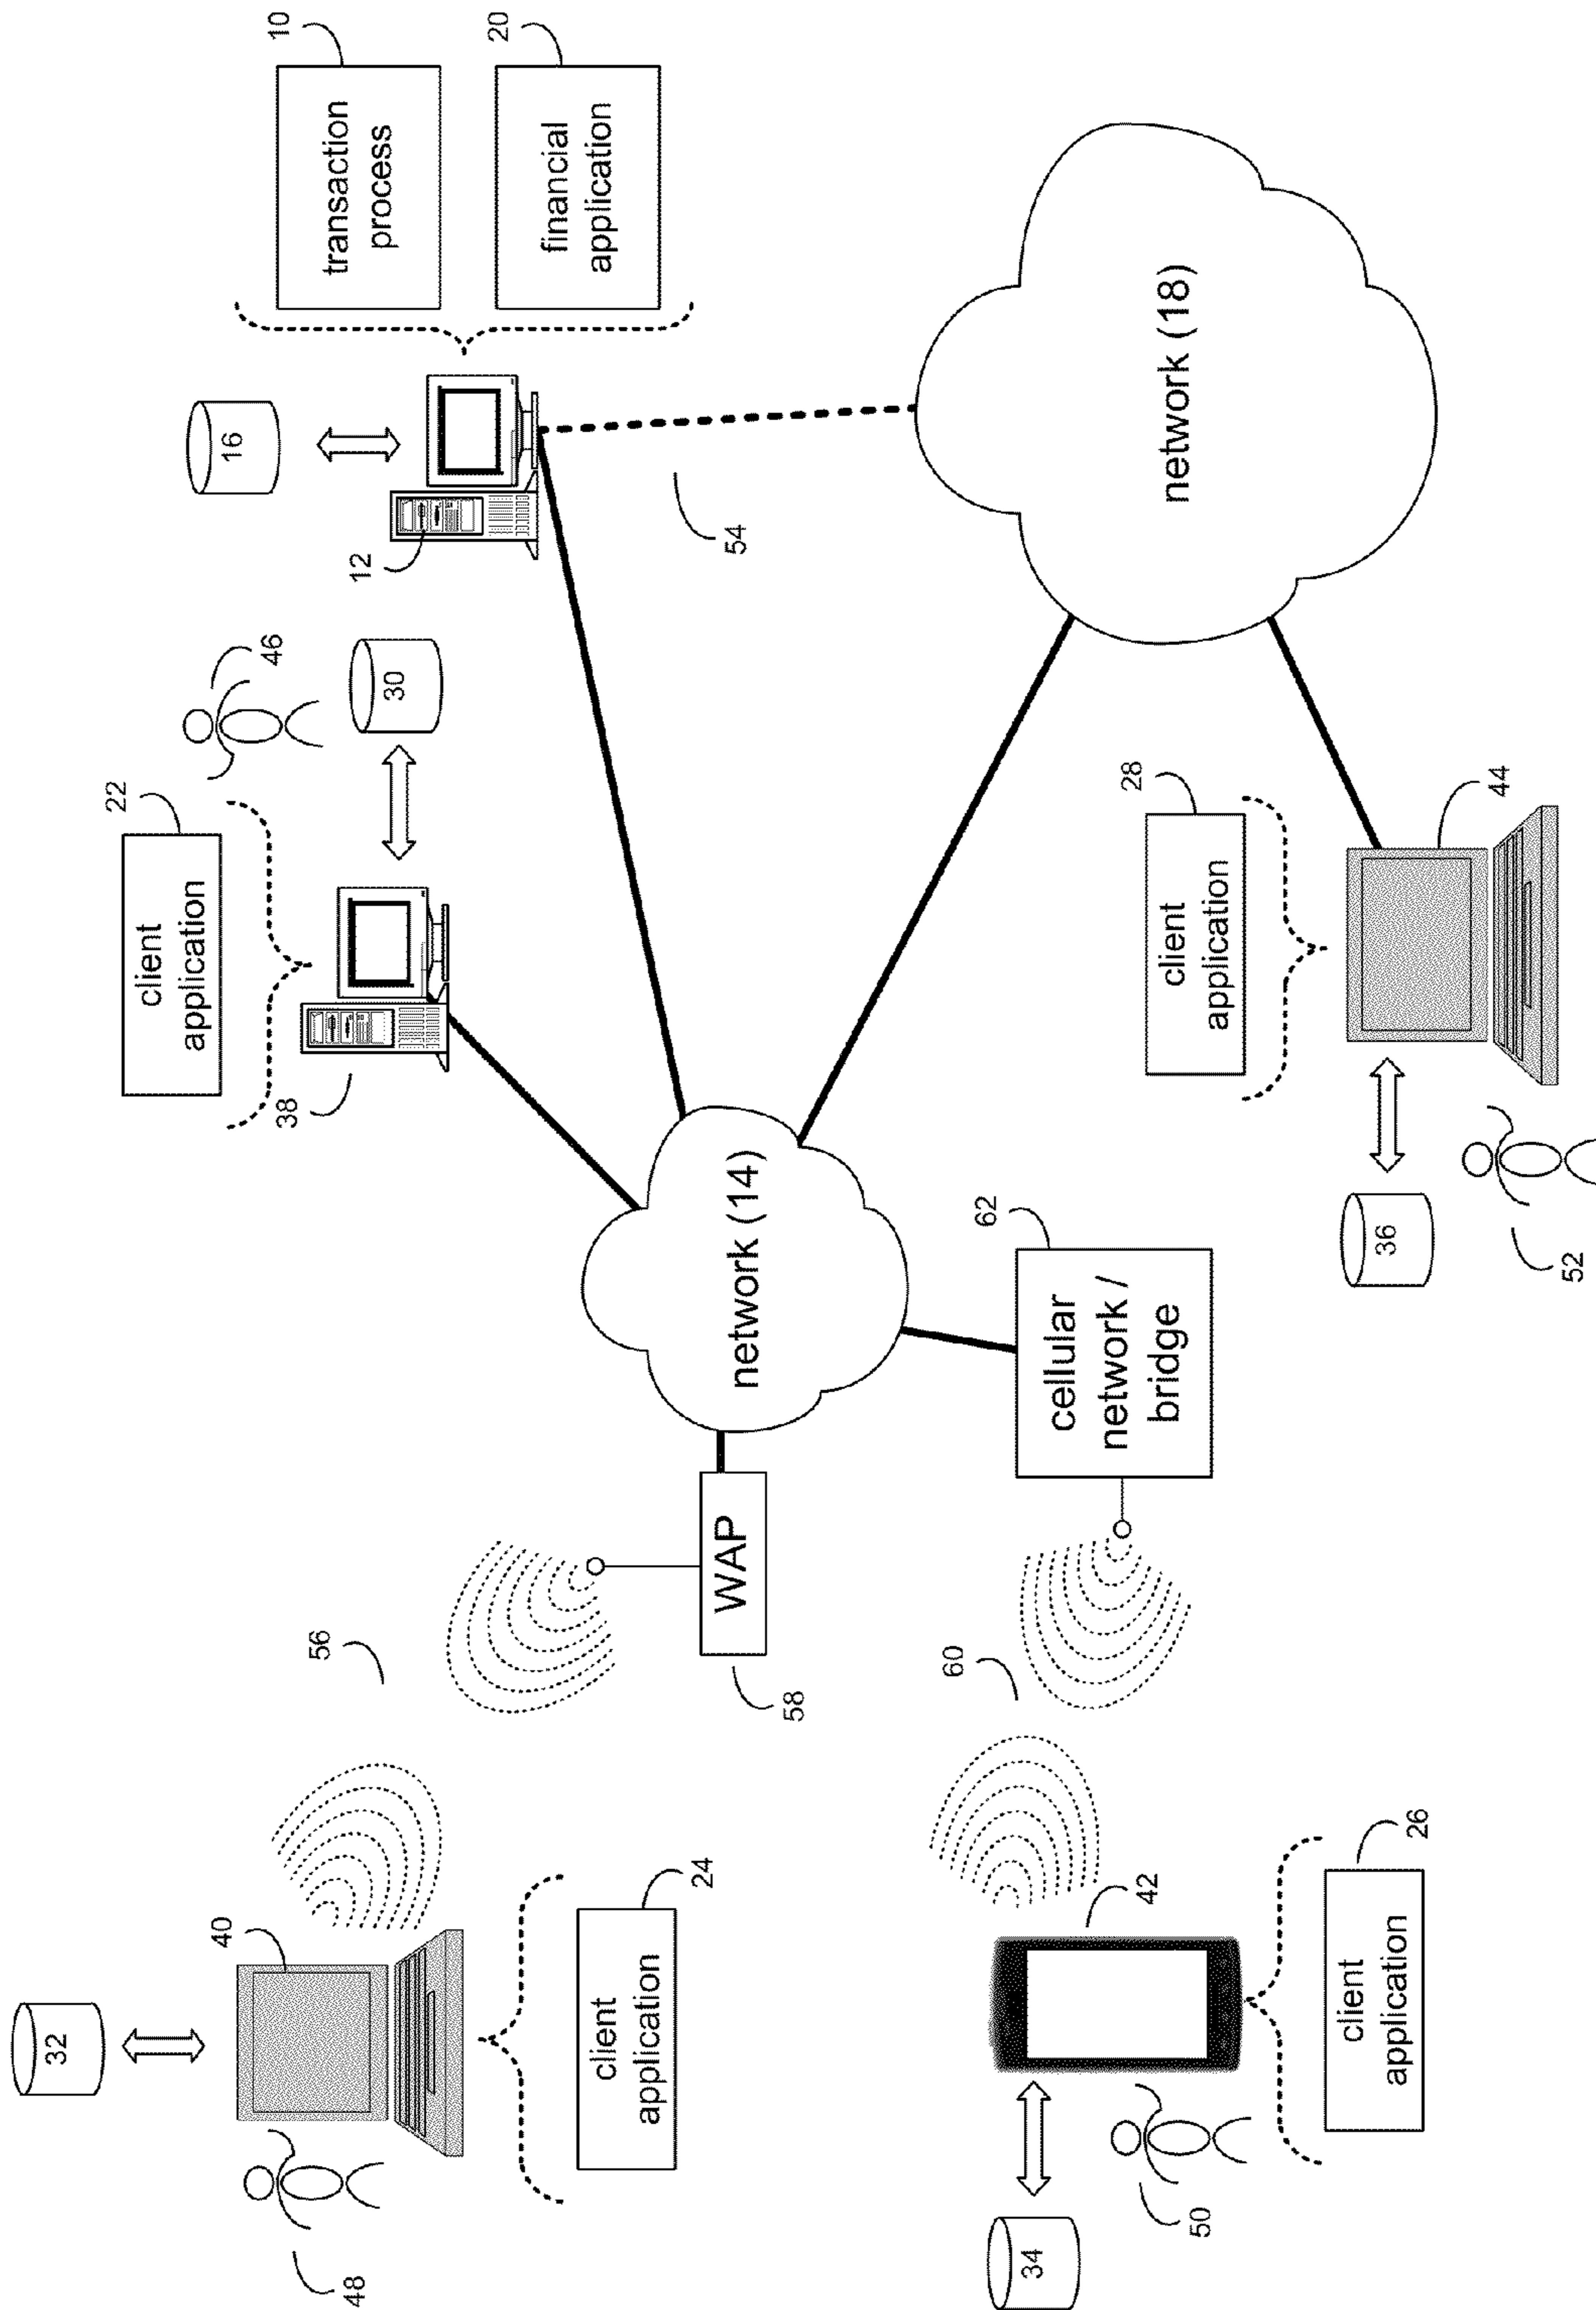 32
40
48
client
application
24
56
WAP
58
34
50
42
60
client
application
26
22
client
application
38
46
30
16
12
10
transaction
process
20
financial
application
54
network (14)
network (18)
62
cellular
network /
bridge
28
client
application
44
36
52